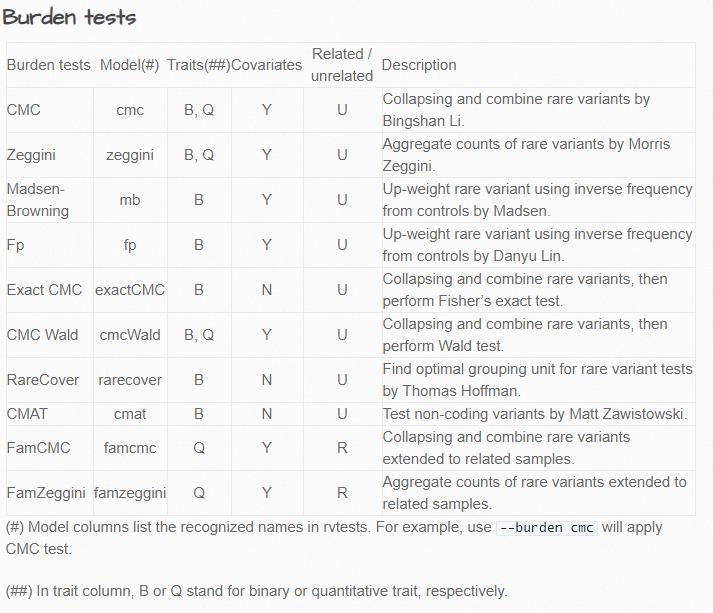 Burden tests
Burden tests Model(#) Traits(##) Covariates Related / unrelated Description
CMC cmc B, Q Y U Collapsing and combine rare variants by Bingshan Li.
Zeggini zeggini B, Q Y U Aggregate counts of rare variants by Morris Zeggini.
Madsen-Browning mb B Y U Up-weight rare variant using inverse frequency from controls by Madsen.
Fp fp B Y U Up-weight rare variant using inverse frequency from controls by Danyu Lin.
Exact CMC exactCMC B N U Collapsing and combine rare variants, then perform Fisher’s exact test.
CMC Wald cmcWald B, Q Y U Collapsing and combine rare variants, then perform Wald test.
RareCover rarecover B N U Find optimal grouping unit for rare variant tests by Thomas Hoffman.
CMAT cmat B N U Test non-coding variants by Matt Zawistowski.
FamCMC famcmc Q Y R Collapsing and combine rare variants extended to related samples.
FamZeggini famzeggini Q Y R Aggregate counts of rare variants extended to related samples.
(#) Model columns list the recognized names in rvtests. For example, use --burden cmc will apply
CMC test.
(##) In trait column, B or Q stand for binary or quantitative trait, respectively.